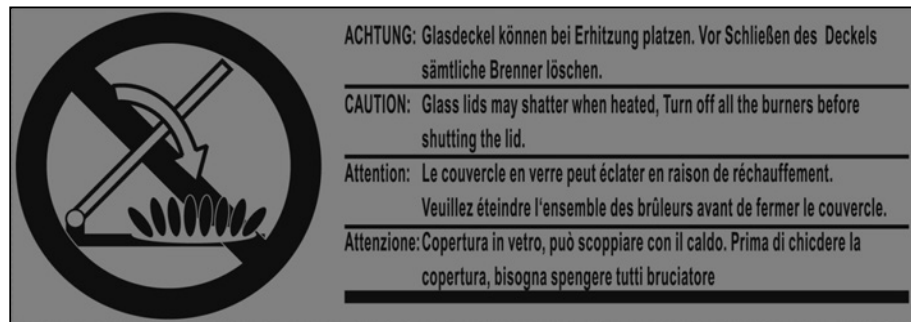 ACHTUNG: Glasdeckel können bei Erhitzung platzen. Vor Schließen des Deckels
sämtliche Brenner löschen.
CAUTION: Glass lids may shatter when heated, Turn off all the burners before
shutting the lid.
Attention: Le couvercle en verre peut éclater en raison de réchauffement.
Veuillez éteindre l'ensemble des brûleurs avant de fermer le couvercle.
Attenzione: Copertura in vetro, può scoppiare con il caldo. Prima di chicdere la
copertura, bisogna spengere tutti bruciatore